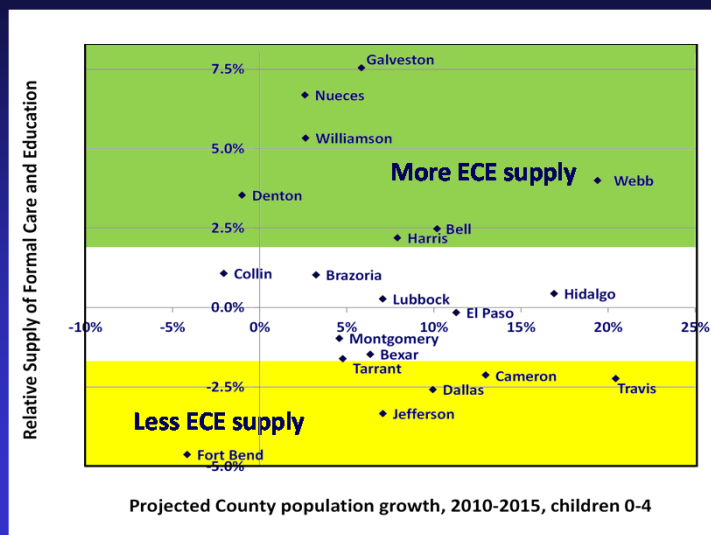 Relative Supply of Formal Care and Education
Galveston
7.5%
Nueces
Williamson
5.0%
More ECE supply
Webb
Denton
2.5%
Bell
Harris
Collin
Brazoria
Lubbock
Hidalgo
0.0%
El Paso
-10%
-5%
0%
5%
10%
15%
20%
25%
Montgomery
Bexar
Tarrant
Cameron
-2.5%
Dallas
Travis
Jefferson
Less ECE supply
Fort Bend
-5.0%
Projected County population growth, 2010-2015, children 0-4